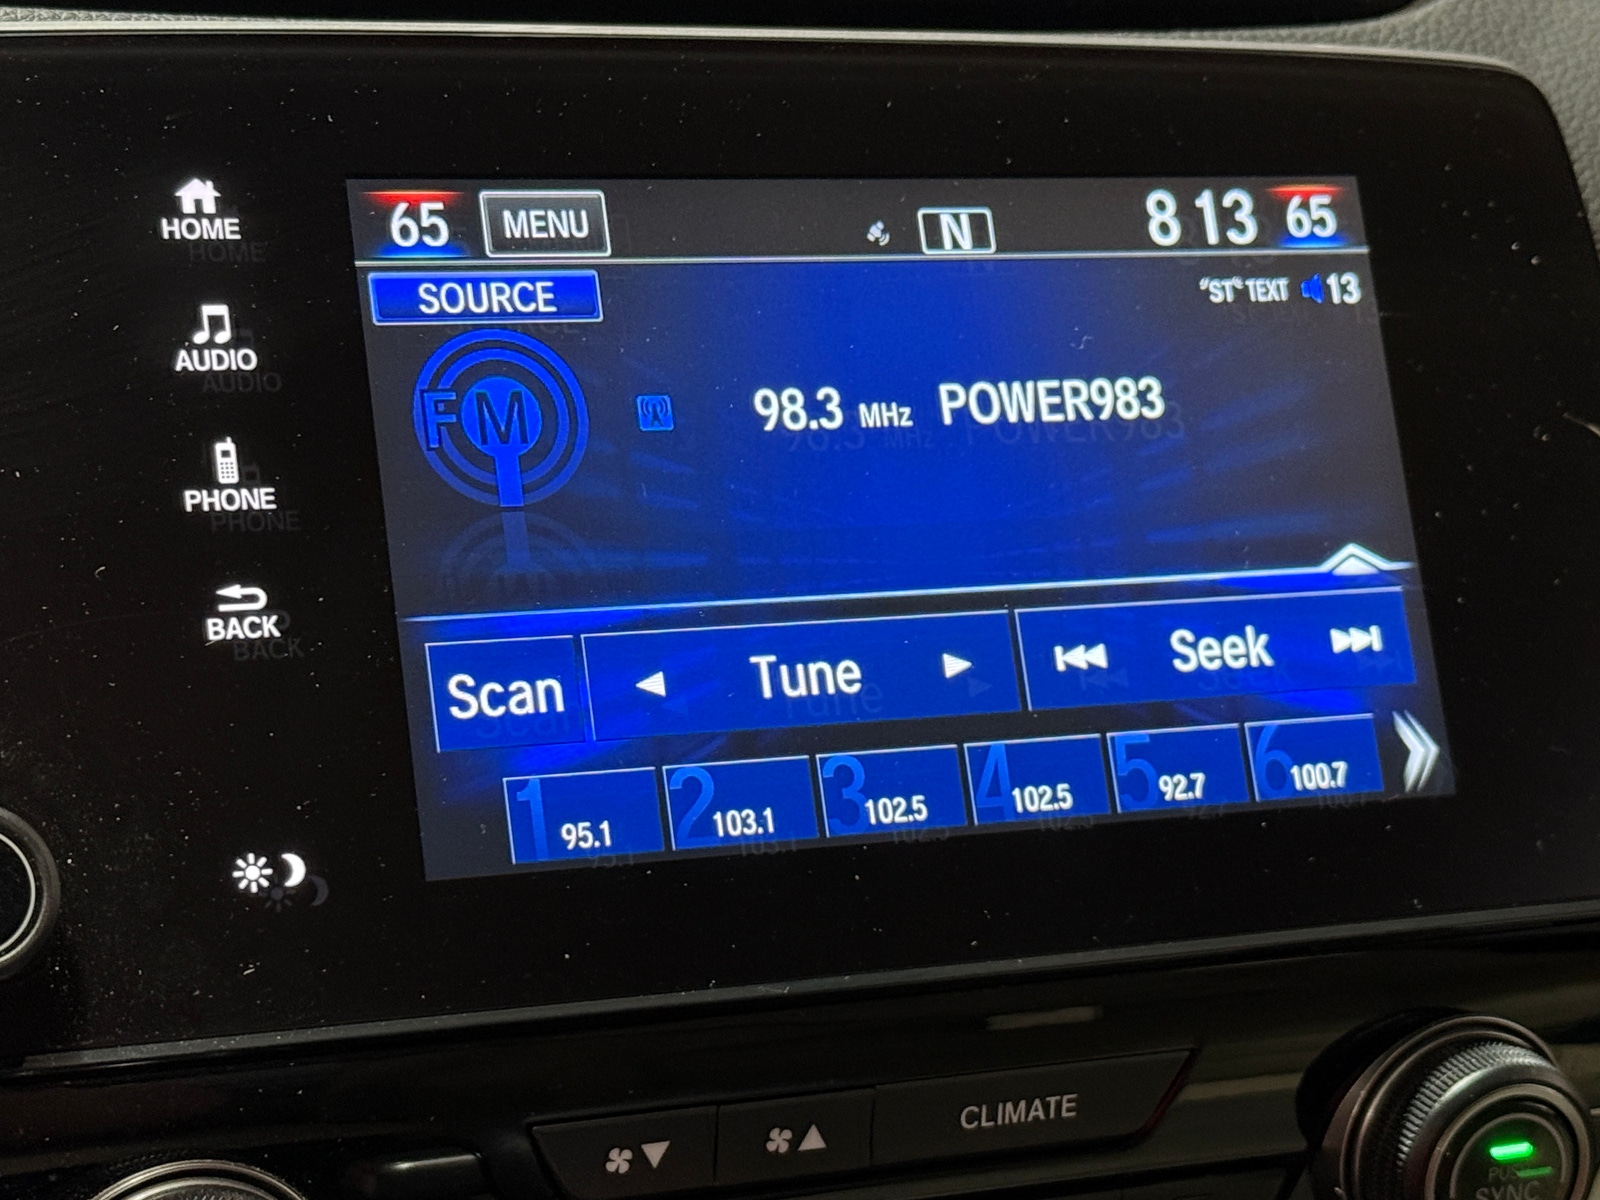 HOME
65 MENU N 8 13 65
SOURCE "ST" TEXT 13
AUDIO
FM 98.3 MHz POWER983
PHONE
BACK
Scan Tune Seek
1 95.1 2 103.1 3 102.5 4 102.5 5 92.7 6 100.7
CLIMATE
PUSH
SYNC